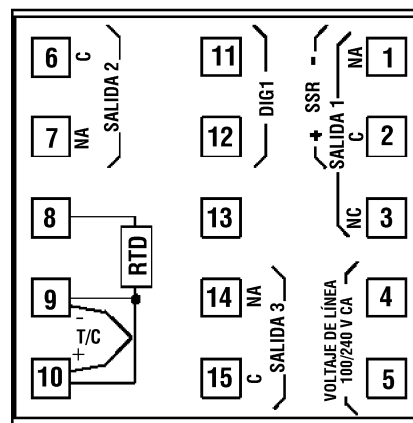 6 C
7 NA
SALIDA 2
8
9
10
RTD
-
T/C
+
11
12
DIG1
13
14 NA
15 C
SALIDA 3
- SSR +
SALIDA 1
NA 1
C 2
NC 3
VOLTAJE DE LÍNEA
100/240 V CA
4
5